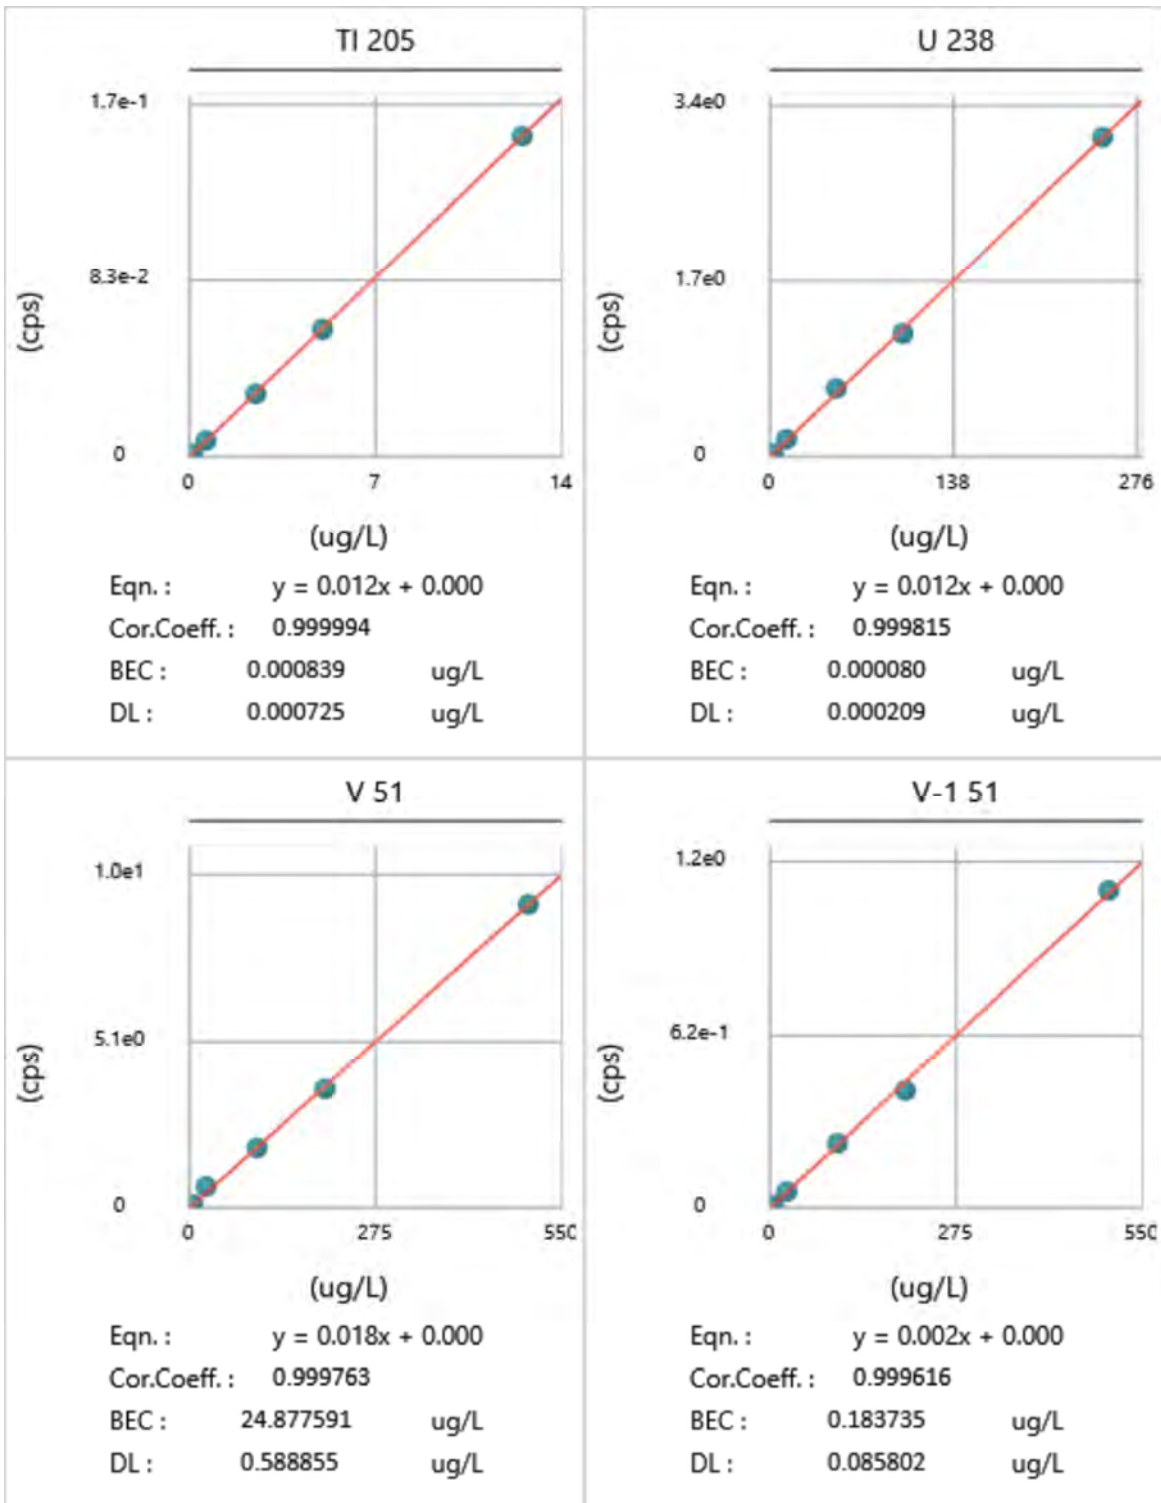 Tl 205
1.7e-1
8.3e-2
0
0 7 14
(cps)
(ug/L)
Eqn. : y = 0.012x + 0.000
Cor.Coeff. : 0.999994
BEC : 0.000839 ug/L
DL : 0.000725 ug/L
U 238
3.4e0
1.7e0
0
0 138 276
(cps)
(ug/L)
Eqn. : y = 0.012x + 0.000
Cor.Coeff. : 0.999815
BEC : 0.000080 ug/L
DL : 0.000209 ug/L
V 51
1.0e1
5.1e0
0
0 275 550
(cps)
(ug/L)
Eqn. : y = 0.018x + 0.000
Cor.Coeff. : 0.999763
BEC : 24.877591 ug/L
DL : 0.588855 ug/L
V-1 51
1.2e0
6.2e-1
0
0 275 550
(cps)
(ug/L)
Eqn. : y = 0.002x + 0.000
Cor.Coeff. : 0.999616
BEC : 0.183735 ug/L
DL : 0.085802 ug/L